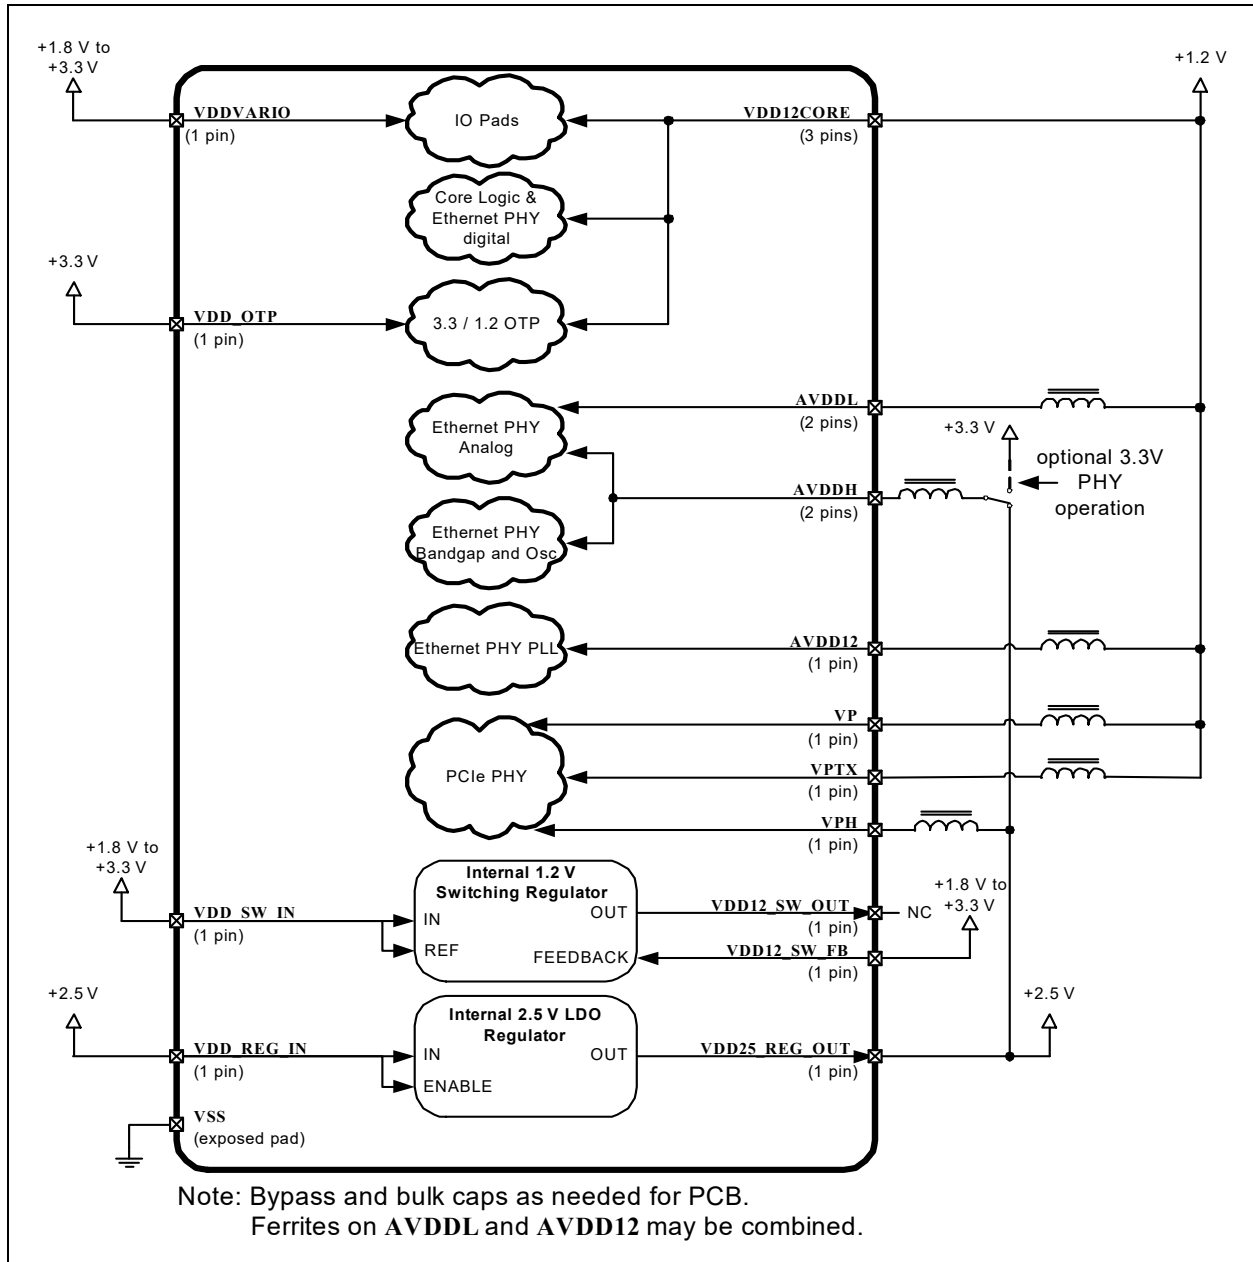 +1.8 V to
+3.3 V
+1.2 V
VDDVARIO
(1 pin)
IO Pads
VDD12CORE
(3 pins)
Core Logic &
Ethernet PHY
digital
+3.3 V
VDD_OTP
(1 pin)
3.3 / 1.2 OTP
AVDDL
(2 pins)
Ethernet PHY
Analog
+3.3 V
optional 3.3V
PHY
operation
AVDDH
(2 pins)
Ethernet PHY
Bandgap and Osc
AVDD12
(1 pin)
Ethernet PHY PLL
VP
(1 pin)
PCIe PHY
VPTX
(1 pin)
VPH
(1 pin)
+1.8 V to
+3.3 V
Internal 1.2 V
Switching Regulator
VDD_SW_IN
(1 pin)
IN
REF
OUT
FEEDBACK
VDD12_SW_OUT
(1 pin)
NC
+1.8 V to
+3.3 V
VDD12_SW_FB
(1 pin)
+2.5 V
+2.5 V
Internal 2.5 V LDO
Regulator
VDD_REG_IN
(1 pin)
IN
ENABLE
OUT
VDD25_REG_OUT
(1 pin)
VSS
(exposed pad)
Note: Bypass and bulk caps as needed for PCB.
Ferrites on AVDDL and AVDD12 may be combined.